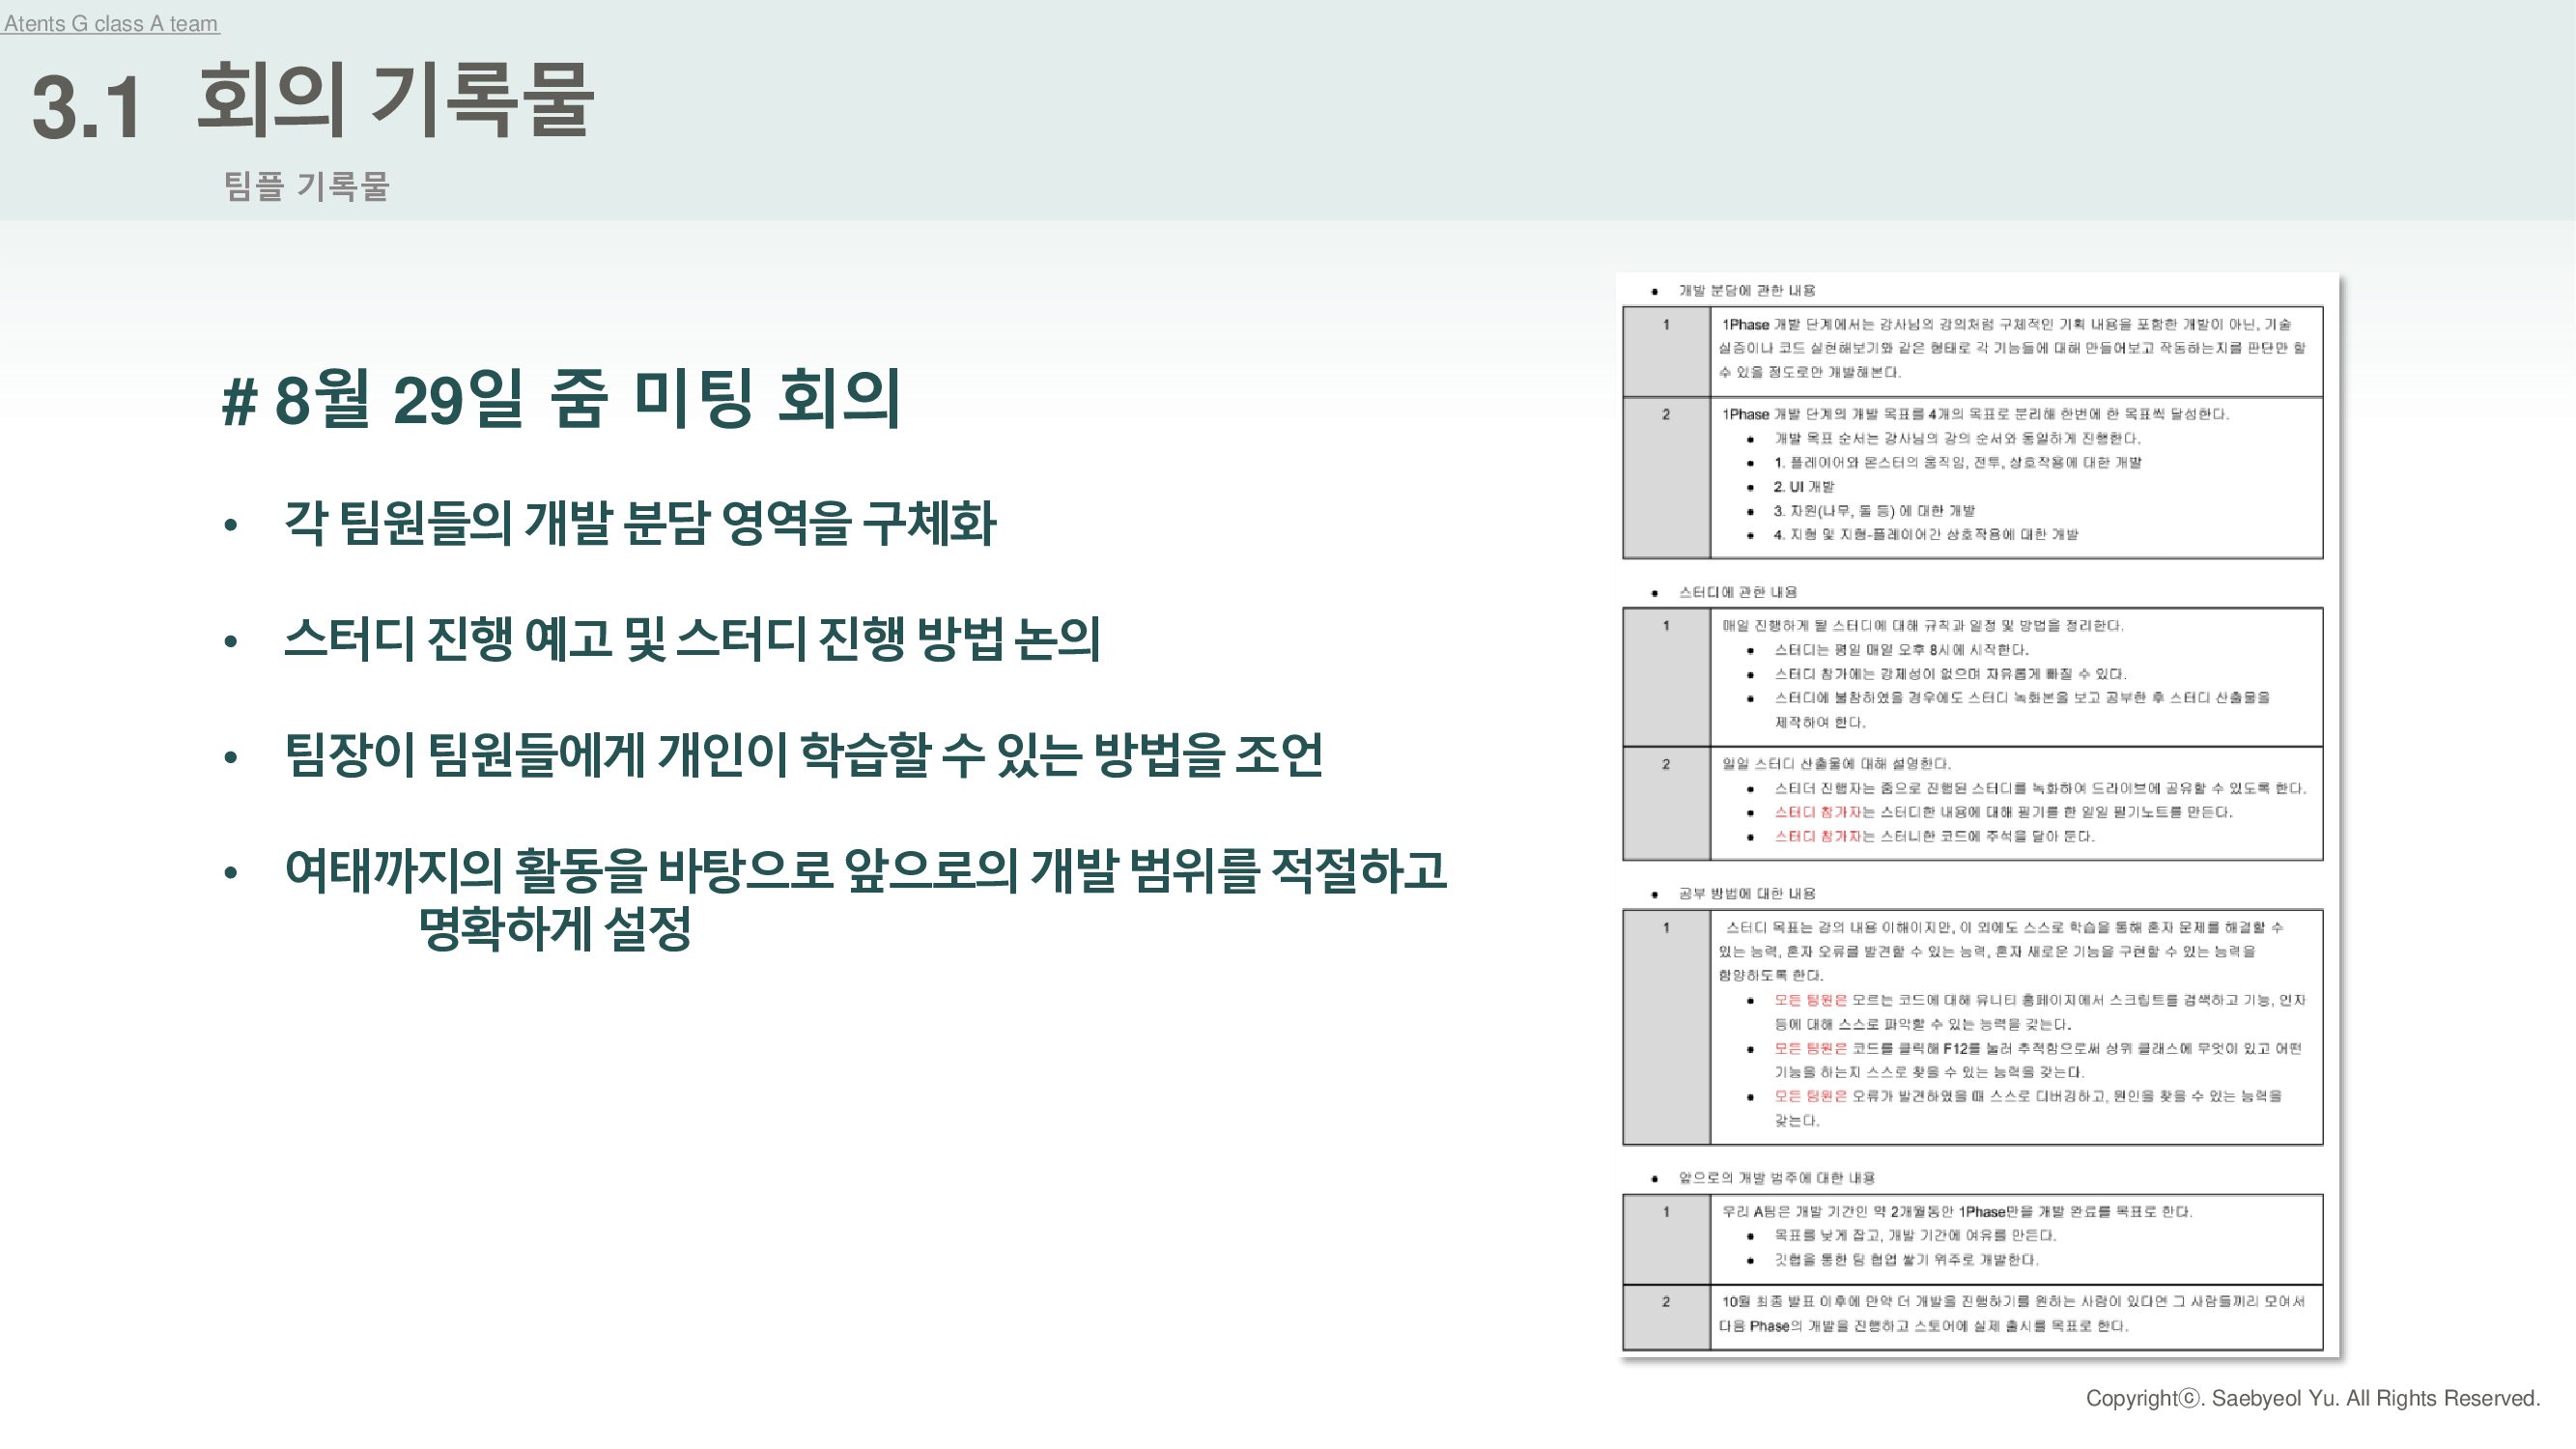 Atents G class A team
3.1 회의 기록물
팀플 기록물
# 8월 29일 줌 미팅 회의
• 각 팀원들의 개발 분담 영역을 구체화
• 스터디 진행 예고 및 스터디 진행 방법 논의
• 팀장이 팀원들에게 개인이 학습할 수 있는 방법을 조언
• 여태까지의 활동을 바탕으로 앞으로의 개발 범위를 적절하고
명확하게 설정
• 개발 분담에 관한 내용
1 1Phase 개발 단계에서는 강사님의 강의처럼 구체적인 기획 내용을 포함한 개발이 아닌, 기술
실증이나 코드 실현해보기와 같은 형태로 각 기능들에 대해 만들어보고 작동하는지를 판단만 할
수 있을 정도로만 개발해본다.
2 1Phase 개발 단계의 개발 목표를 4개의 목표로 분리해 한번에 한 목표씩 달성한다.
• 개발 목표 순서는 강사님의 강의 순서와 동일하게 진행한다.
• 1. 플레이어와 몬스터의 움직임, 전투, 상호작용에 대한 개발
• 2. UI 개발
• 3. 자원(나무, 돌 등) 에 대한 개발
• 4. 지형 및 지형-플레이어간 상호작용에 대한 개발
• 스터디에 관한 내용
1 매일 진행하게 될 스터디에 대해 규칙과 일정 및 방법을 정리한다.
• 스터디는 평일 매일 오후 8시에 시작한다.
• 스터디 참가에는 강제성이 없으며 자유롭게 빠질 수 있다.
• 스터디에 불참하였을 경우에도 스터디 녹화본을 보고 공부한 후 스터디 산출물을
제작하여 한다.
2 일일 스터디 산출물에 대해 설명한다.
• 스티더 진행자는 줌으로 진행된 스터디를 녹화하여 드라이브에 공유할 수 있도록 한다.
• 스터디 참가자는 스터디한 내용에 대해 필기를 한 일일 필기노트를 만든다.
• 스터디 참가자는 스터니한 코드에 주석을 달아 둔다.
• 공부 방법에 대한 내용
1 스터디 목표는 강의 내용 이해이지만, 이 외에도 스스로 학습을 통해 혼자 문제를 해결할 수
있는 능력, 혼자 오류를 발견할 수 있는 능력, 혼자 새로운 기능을 구현할 수 있는 능력을
함양하도록 한다.
• 모든 팀원은 모르는 코드에 대해 유니티 홈페이지에서 스크립트를 검색하고 기능, 인자
등에 대해 스스로 파악할 수 있는 능력을 갖는다.
• 모든 팀원은 코드를 클릭해 F12를 눌러 추적함으로써 상위 클래스에 무엇이 있고 어떤
기능을 하는지 스스로 찾을 수 있는 능력을 갖는다.
• 모든 팀원은 오류가 발견하였을 때 스스로 디버깅하고, 원인을 찾을 수 있는 능력을
갖는다.
• 앞으로의 개발 범주에 대한 내용
1 우리 A팀은 개발 기간인 약 2개월동안 1Phase만을 개발 완료를 목표로 한다.
• 목표를 낮게 잡고, 개발 기간에 여유를 만든다.
• 깃헙을 통한 팀 협업 쌓기 위주로 개발한다.
2 10월 최종 발표 이후에 만약 더 개발을 진행하기를 원하는 사람이 있다면 그 사람들끼리 모여서
다음 Phase의 개발을 진행하고 스토어에 실제 출시를 목표로 한다.
Copyrightⓒ. Saebyeol Yu. All Rights Reserved.